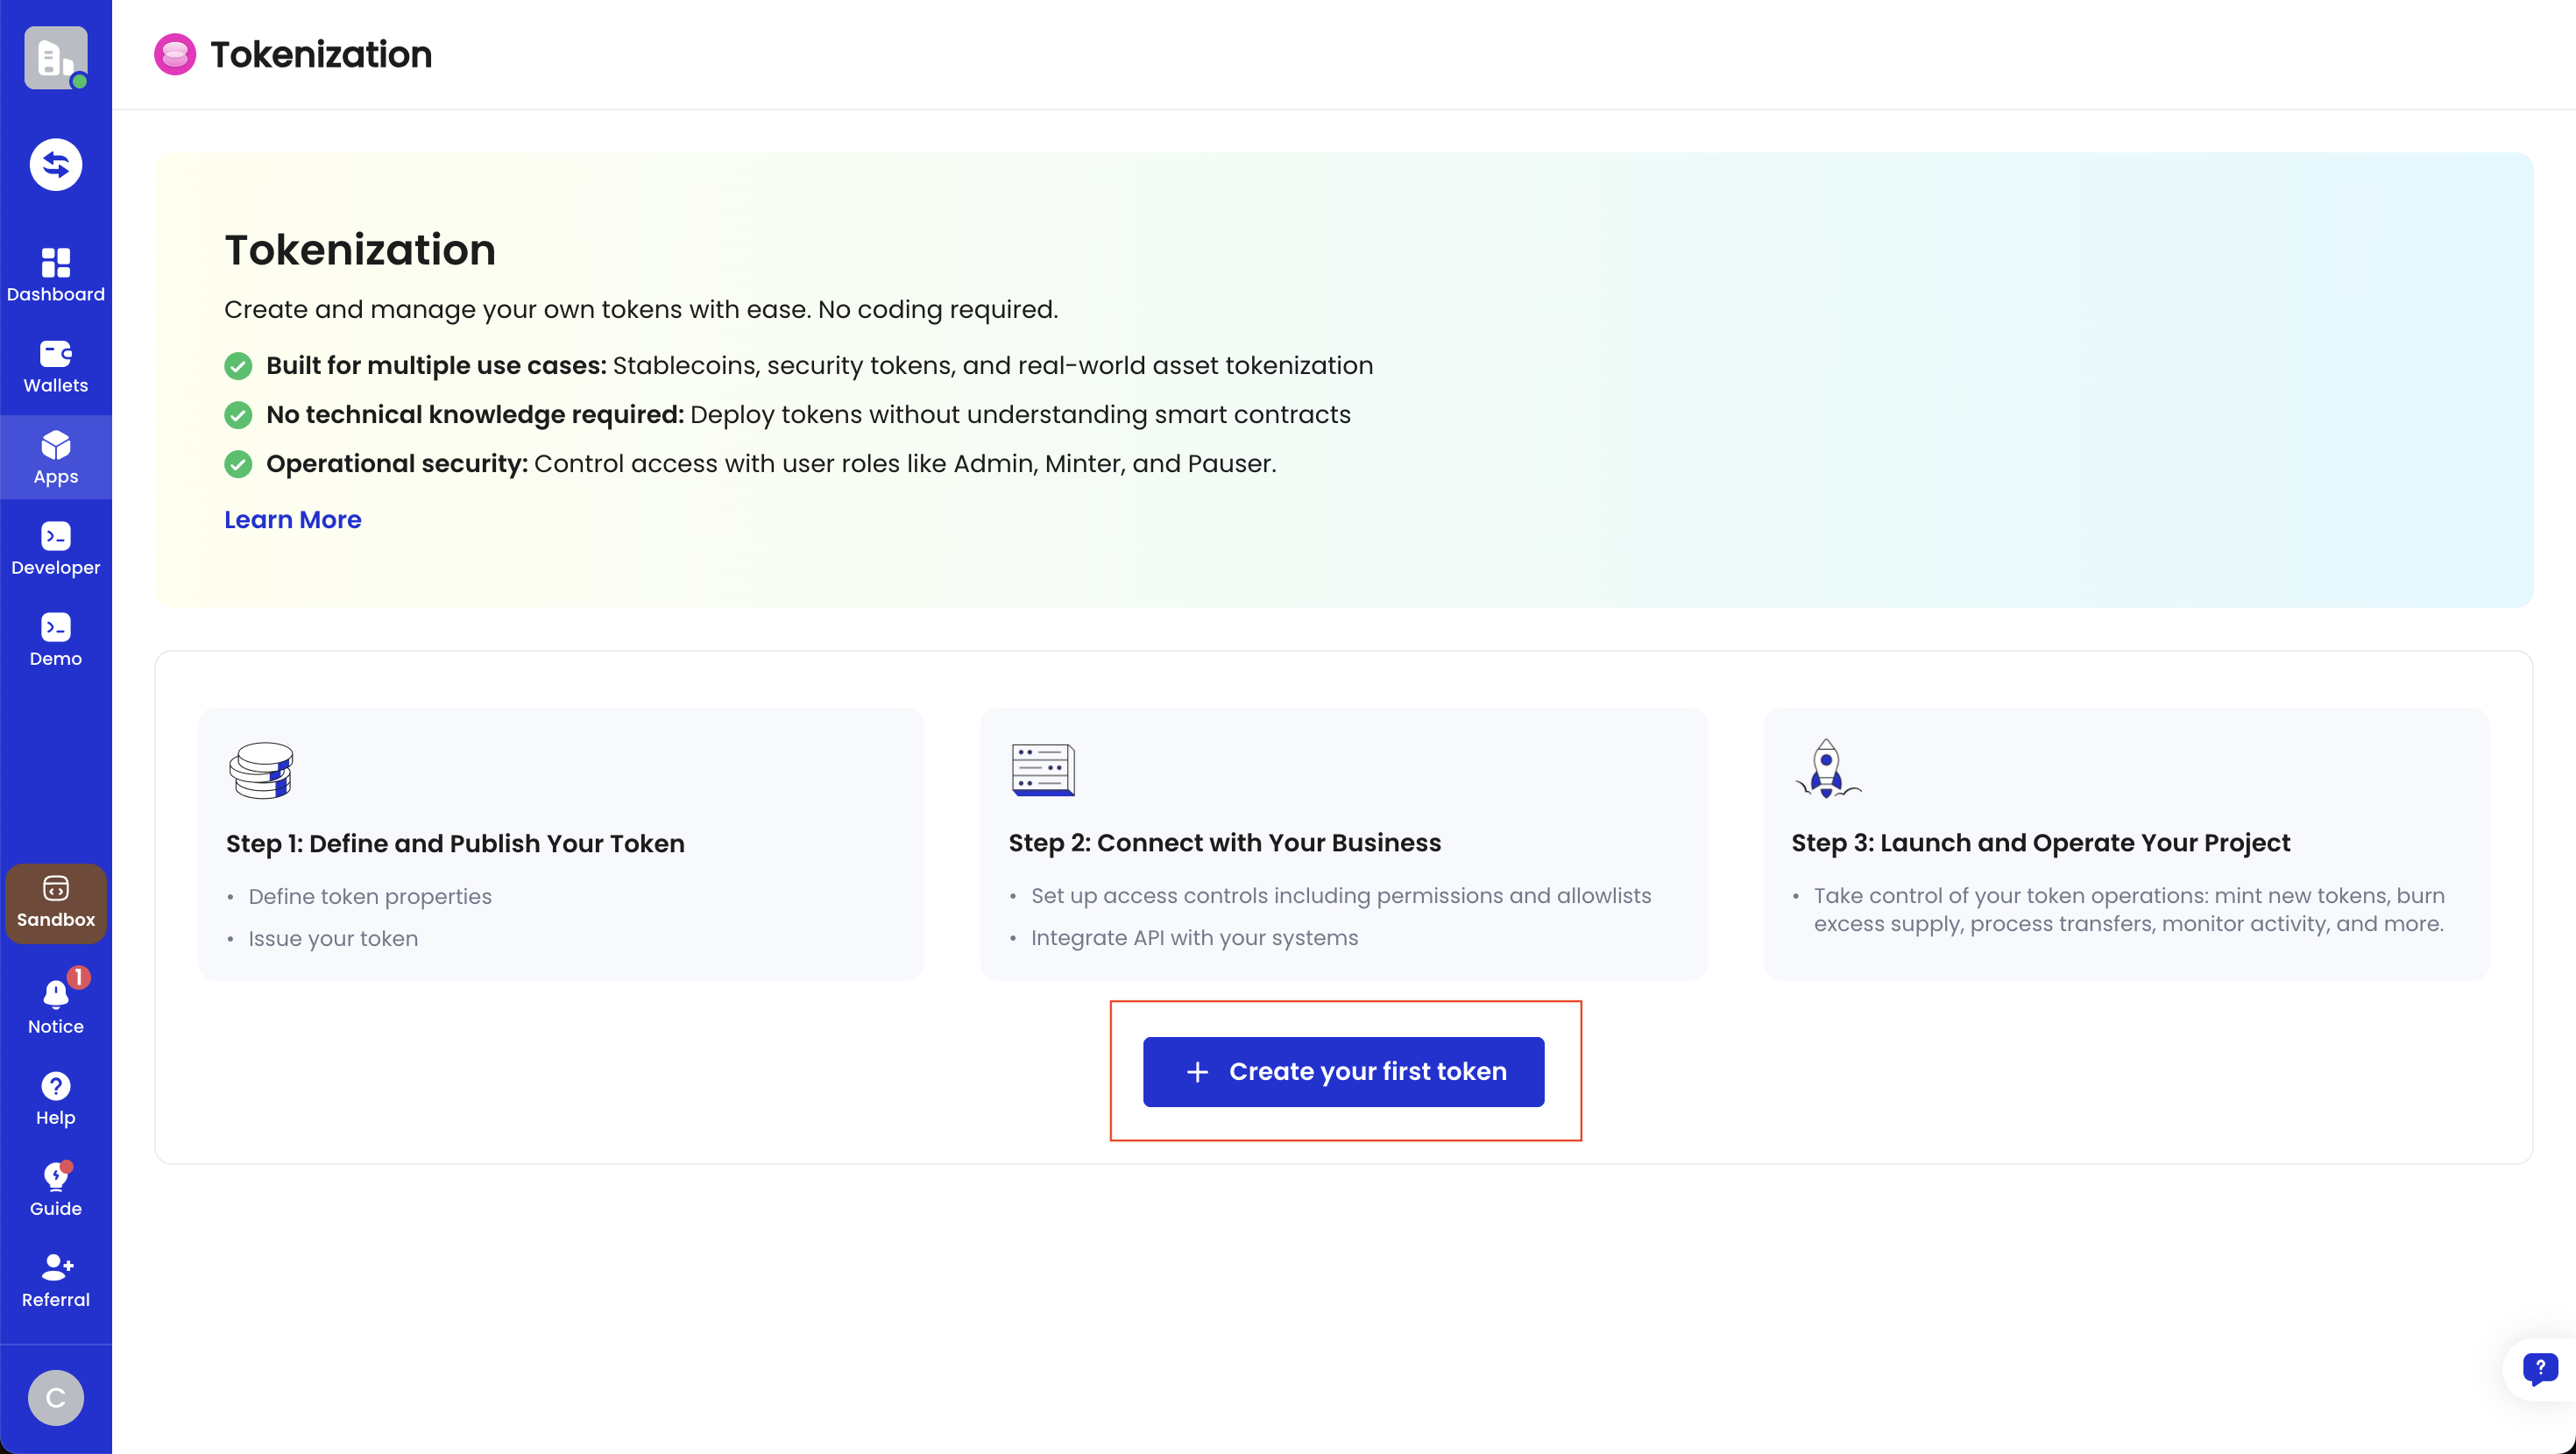 Tokenization
Dashboard
Wallets
Apps
Developer
Demo
Sandbox
1
Notice
Help
Guide
Referral
C
Tokenization
Create and manage your own tokens with ease. No coding required.
Built for multiple use cases: Stablecoins, security tokens, and real-world asset tokenization
No technical knowledge required: Deploy tokens without understanding smart contracts
Operational security: Control access with user roles like Admin, Minter, and Pauser.
Learn More
Step 1: Define and Publish Your Token
• Define token properties
• Issue your token
Step 2: Connect with Your Business
• Set up access controls including permissions and allowlists
• Integrate API with your systems
Step 3: Launch and Operate Your Project
• Take control of your token operations: mint new tokens, burn
excess supply, process transfers, monitor activity, and more.
+ Create your first token